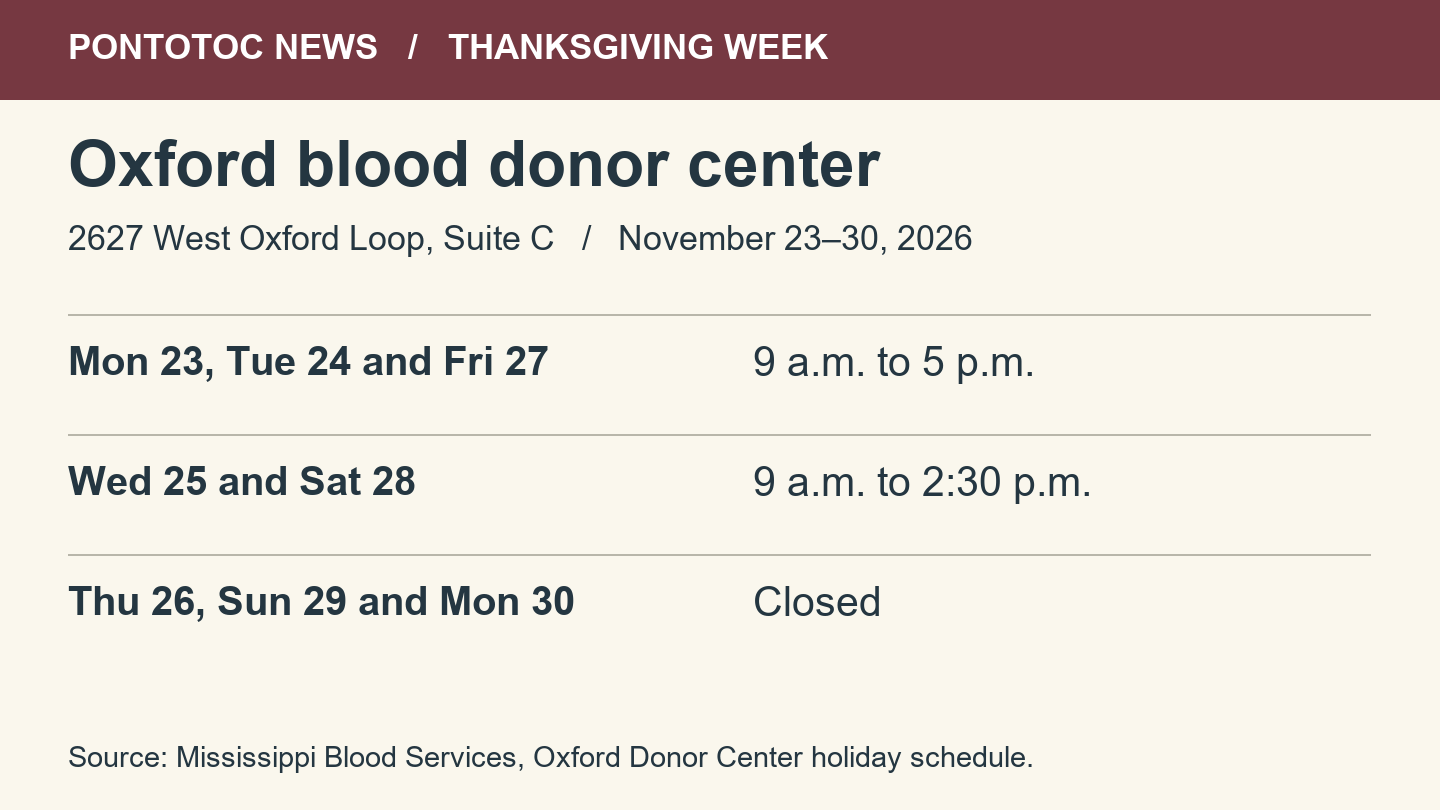 PONTOTOC NEWS / THANKSGIVING WEEK
Oxford blood donor center
2627 West Oxford Loop, Suite C / November 23–30, 2026
Mon 23, Tue 24 and Fri 27 9 a.m. to 5 p.m.
Wed 25 and Sat 28 9 a.m. to 2:30 p.m.
Thu 26, Sun 29 and Mon 30 Closed
Source: Mississippi Blood Services, Oxford Donor Center holiday schedule.